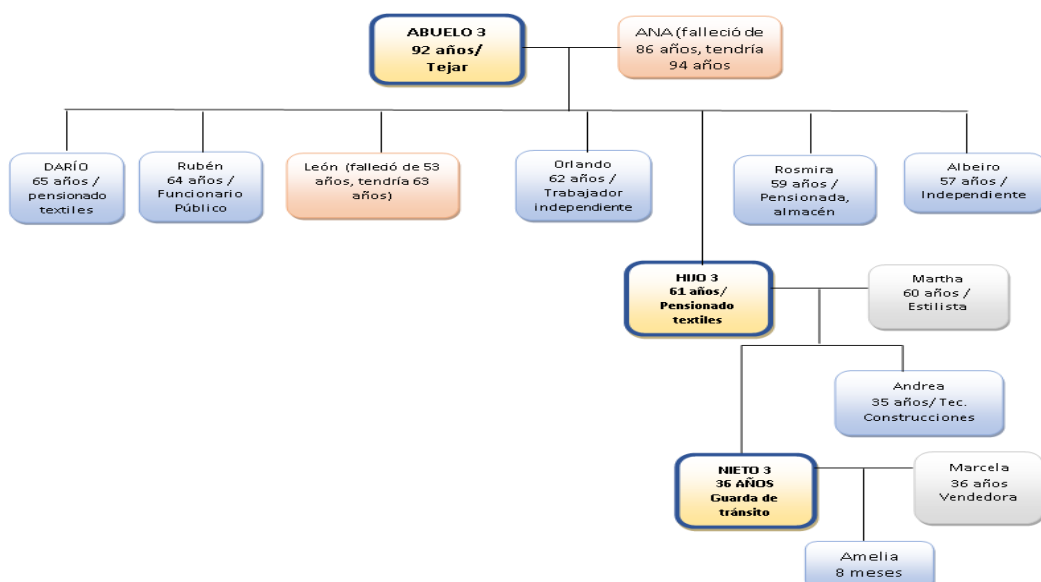 ABUELO 3
92 años/
Tejar
ANA (falleció de
86 años, tendría
94 años
DARÍO
65 años /
pensionado
textiles
Rubén
64 años /
Funcionario
Público
León (falleció de 53
años, tendría 63
años)
Orlando
62 años /
Trabajador
independiente
Rosmira
59 años /
Pensionada,
almacén
Albeiro
57 años /
Independiente
HIJO 3
61 años/
Pensionado
textiles
Martha
60 años /
Estilista
Andrea
35 años/ Tec.
Construcciones
NIETO 3
36 AÑOS
Guarda de
tránsito
Marcela
36 años
Vendedora
Amelia
8 meses